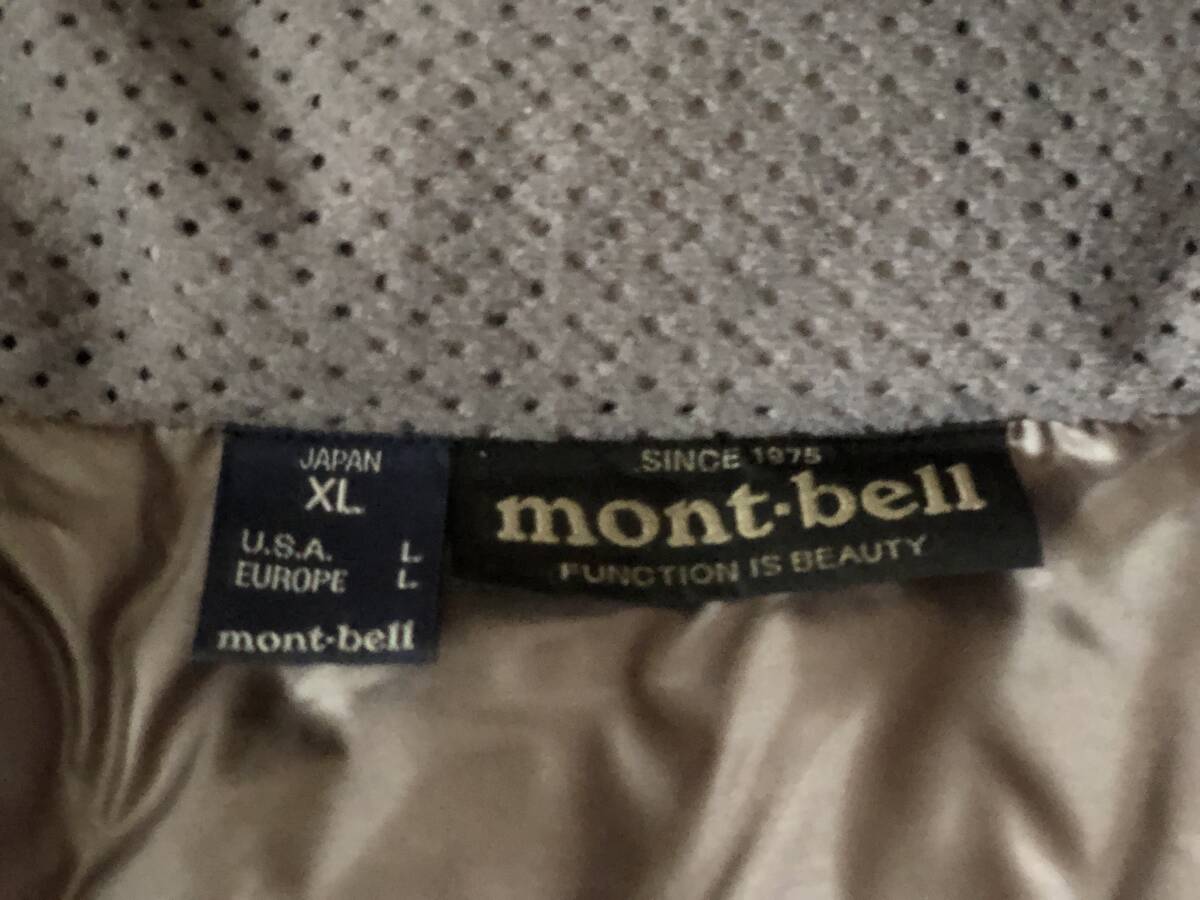 JAPAN
XL
U.S.A. L
EUROPE L
mont-bell
SINCE 1975
mont-bell
FUNCTION IS BEAUTY